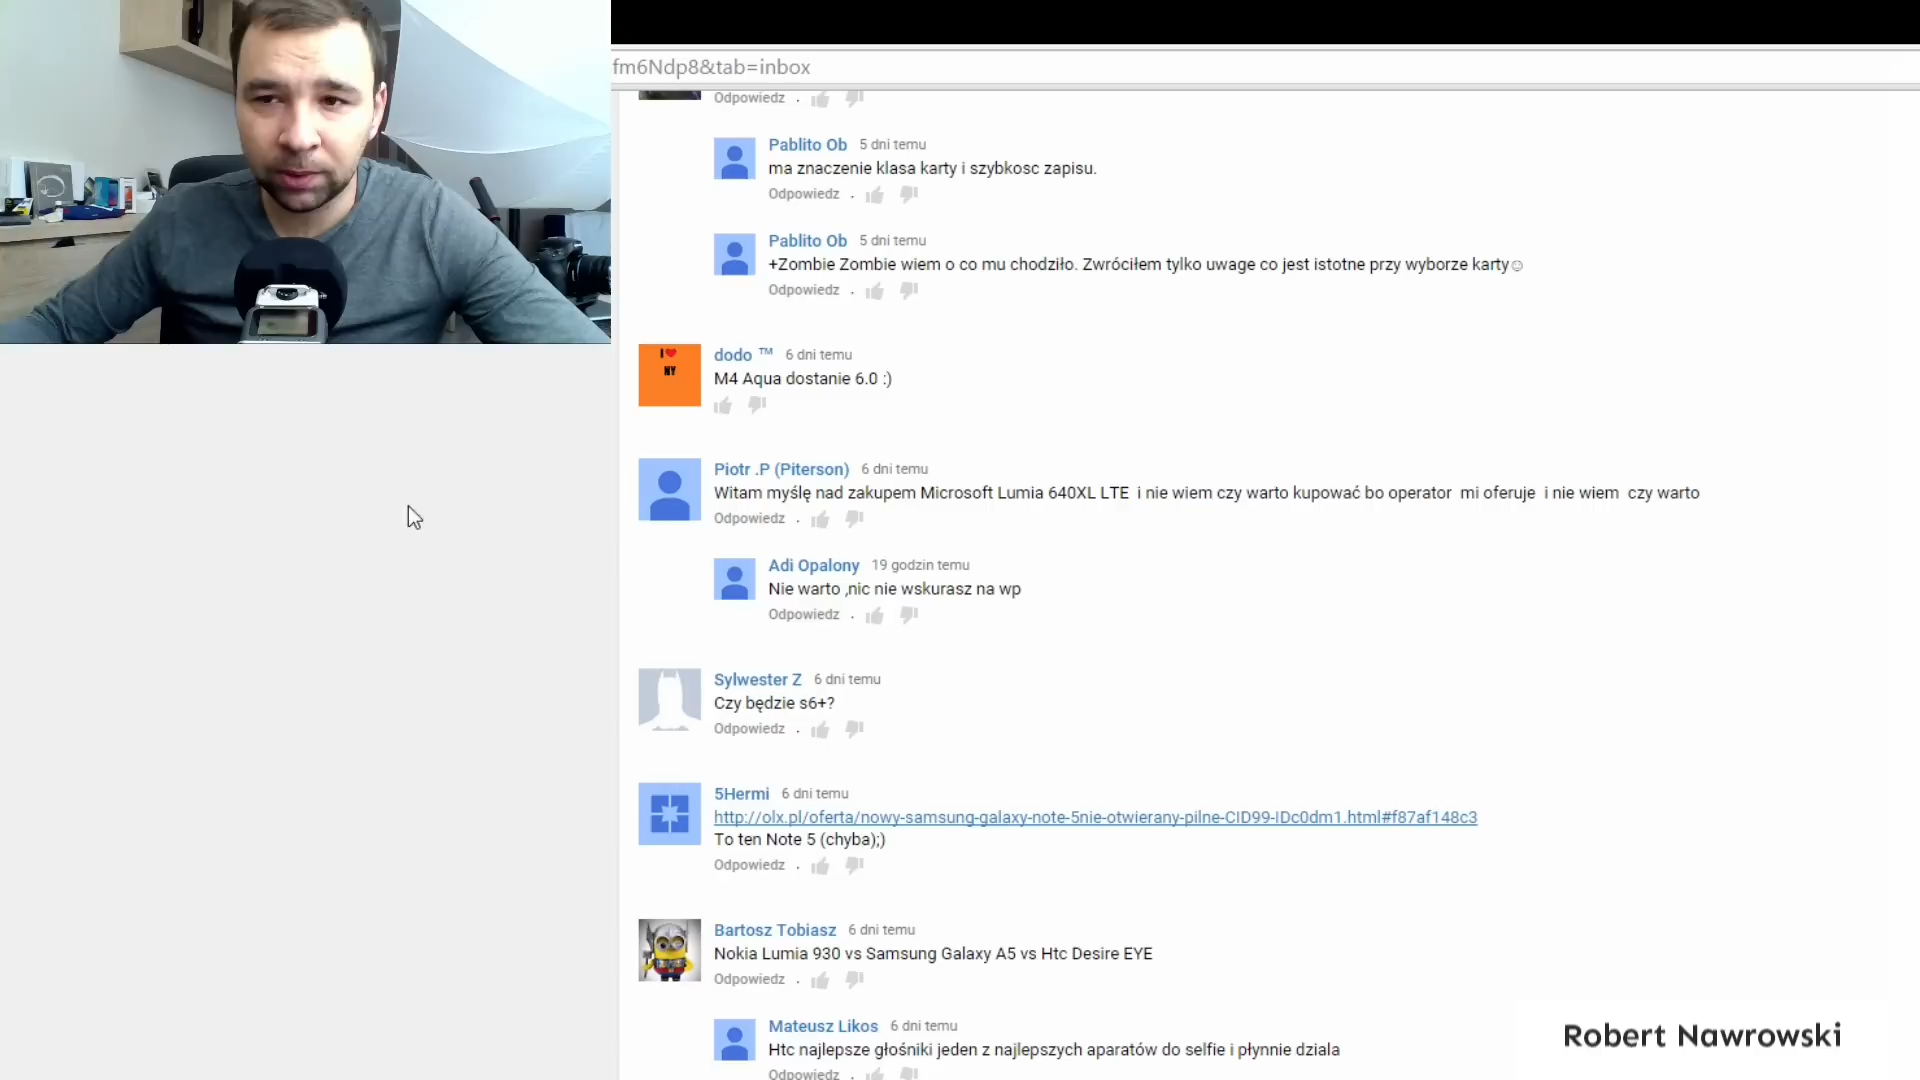 fm6Ndp8&tab=inbox
Odpowiedz .
Pablito Ob 5 dni temu
ma znaczenie klasa karty i szybkosc zapisu.
Odpowiedz .
Pablito Ob 5 dni temu
+Zombie Zombie wiem o co mu chodziło. Zwróciłem tylko uwage co jest istotne przy wyborze karty☺
Odpowiedz .
I❤
NY
dodo ™ 6 dni temu
M4 Aqua dostanie 6.0 :)
Piotr .P (Piterson) 6 dni temu
Witam myślę nad zakupem Microsoft Lumia 640XL LTE i nie wiem czy warto kupować bo operator mi oferuje i nie wiem czy warto
Odpowiedz .
Adi Opalony 19 godzin temu
Nie warto ,nic nie wskurasz na wp
Odpowiedz .
Sylwester Z 6 dni temu
Czy będzie s6+?
Odpowiedz .
5Hermi 6 dni temu
http://olx.pl/oferta/nowy-samsung-galaxy-note-5nie-otwierany-pilne-CID99-IDc0dm1.html#f87af148c3
To ten Note 5 (chyba);)
Odpowiedz .
Bartosz Tobiasz 6 dni temu
Nokia Lumia 930 vs Samsung Galaxy A5 vs Htc Desire EYE
Odpowiedz .
Mateusz Likos 6 dni temu
Htc najlepsze głośniki jeden z najlepszych aparatów do selfie i płynnie dziala
Odpowiedz .
Robert Nawrowski